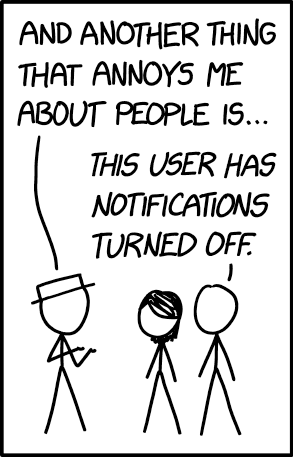 AND ANOTHER THING
THAT ANNOYS ME
ABOUT PEOPLE IS...
THIS USER HAS
NOTIFICATIONS
TURNED OFF.